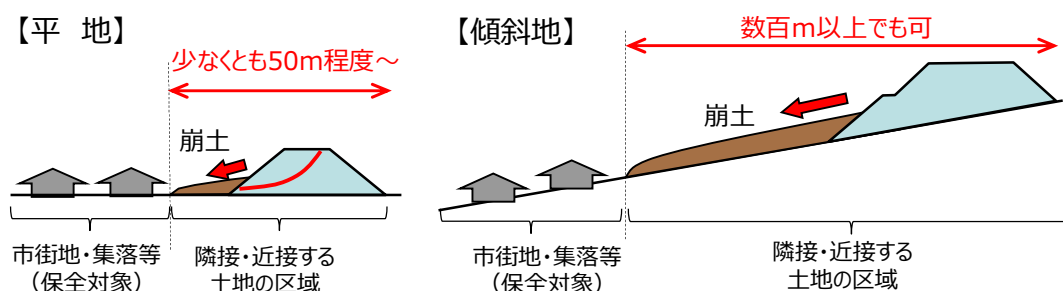 【平　地】
少なくとも50m程度～
崩土
市街地・集落等
（保全対象）
隣接・近接する
土地の区域
【傾斜地】
数百m以上でも可
崩土
市街地・集落等
（保全対象）
隣接・近接する
土地の区域